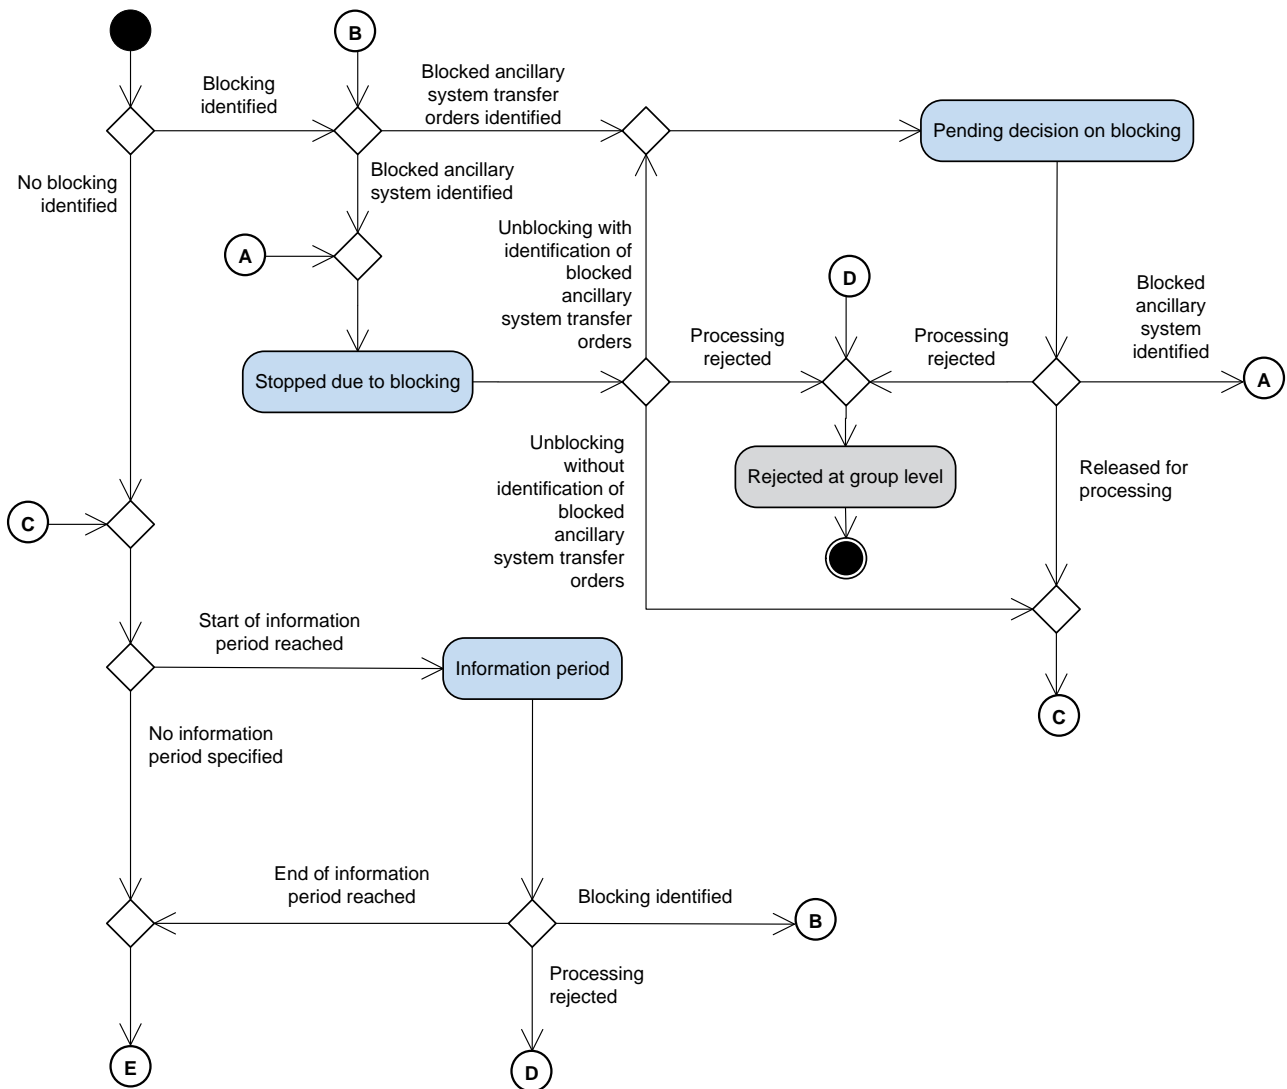 B
Blocking
identified
Blocked ancillary
system transfer
orders identified
Pending decision on blocking
No blocking
identified
Blocked ancillary
system identified
A
Unblocking with
identification of
blocked
ancillary
system transfer
orders
D
Blocked
ancillary
system
identified
Processing
rejected
Processing
rejected
Stopped due to blocking
A
Unblocking
without
identification of
blocked
ancillary
system transfer
orders
Rejected at group level
Released for
processing
C
Start of information
period reached
Information period
C
No information
period specified
End of information
period reached
Blocking identified
B
Processing
rejected
E
D